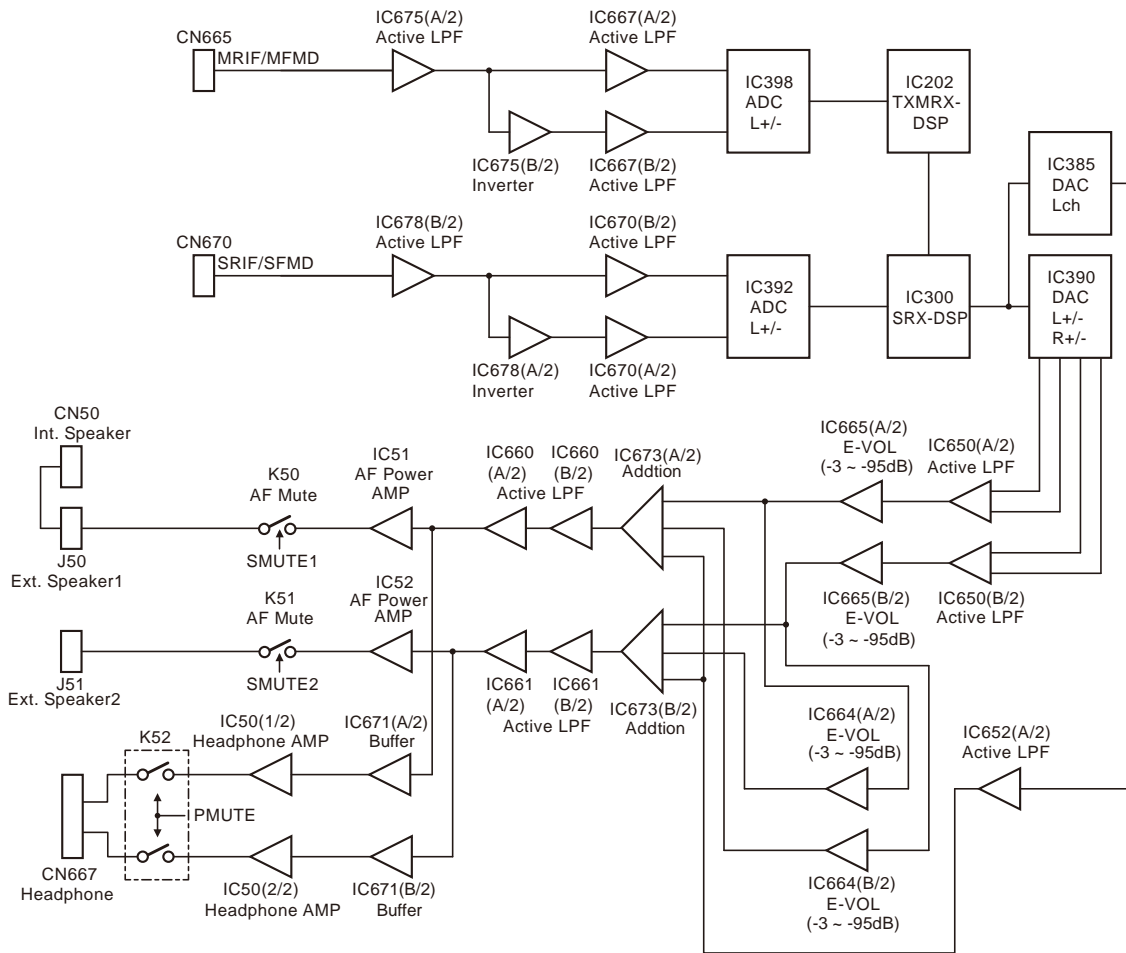 CN665
MRIF/MFMD
IC675(A/2)
Active LPF
IC667(A/2)
Active LPF
IC398
ADC
L+/-
IC202
TXMRX-
DSP
IC675(B/2)
Inverter
IC667(B/2)
Active LPF
IC385
DAC
Lch
CN670
SRIF/SFMD
IC678(B/2)
Active LPF
IC670(B/2)
Active LPF
IC392
ADC
L+/-
IC300
SRX-DSP
IC390
DAC
L+/-
R+/-
IC678(A/2)
Inverter
IC670(A/2)
Active LPF
CN50
Int. Speaker
K50
AF Mute
IC51
AF Power
AMP
IC660
(A/2)
IC660
(B/2)
Active LPF
IC673(A/2)
Addtion
IC665(A/2)
E-VOL
(-3 ~ -95dB)
IC650(A/2)
Active LPF
J50
Ext. Speaker1
SMUTE1
K51
AF Mute
IC52
AF Power
AMP
IC665(B/2)
E-VOL
(-3 ~ -95dB)
IC650(B/2)
Active LPF
J51
Ext. Speaker2
SMUTE2
IC661
(A/2)
IC661
(B/2)
Active LPF
IC673(B/2)
Addtion
IC664(A/2)
E-VOL
(-3 ~ -95dB)
IC652(A/2)
Active LPF
K52
IC50(1/2)
Headphone AMP
IC671(A/2)
Buffer
PMUTE
CN667
Headphone
IC50(2/2)
Headphone AMP
IC671(B/2)
Buffer
IC664(B/2)
E-VOL
(-3 ~ -95dB)